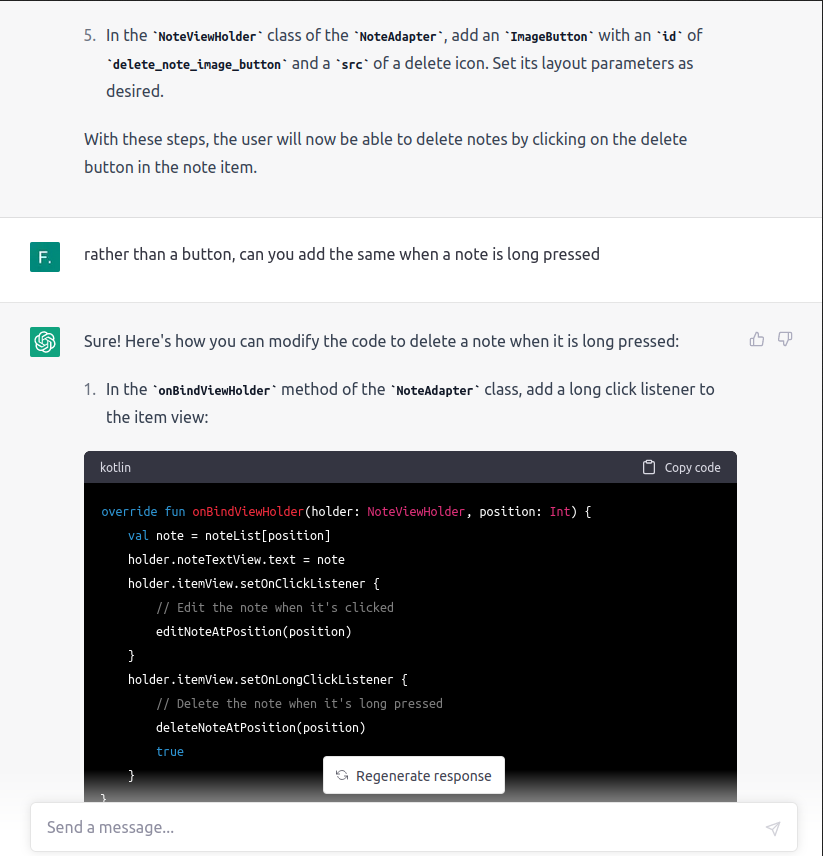 5. In the `NoteViewHolder` class of the `NoteAdapter`, add an `ImageButton` with an `id` of
`delete_note_image_button` and a `src` of a delete icon. Set its layout parameters as
desired.
With these steps, the user will now be able to delete notes by clicking on the delete
button in the note item.
F.
rather than a button, can you add the same when a note is long pressed
Sure! Here's how you can modify the code to delete a note when it is long pressed:
1. In the `onBindViewHolder` method of the `NoteAdapter` class, add a long click listener to
the item view:
kotlin
Copy code
override fun onBindViewHolder(holder: NoteViewHolder, position: Int) {
    val note = noteList[position]
    holder.noteTextView.text = note
    holder.itemView.setOnClickListener {
        // Edit the note when it's clicked
        editNoteAtPosition(position)
    }
    holder.itemView.setOnLongClickListener {
        // Delete the note when it's long pressed
        deleteNoteAtPosition(position)
        true
    }
}
Regenerate response
Send a message...